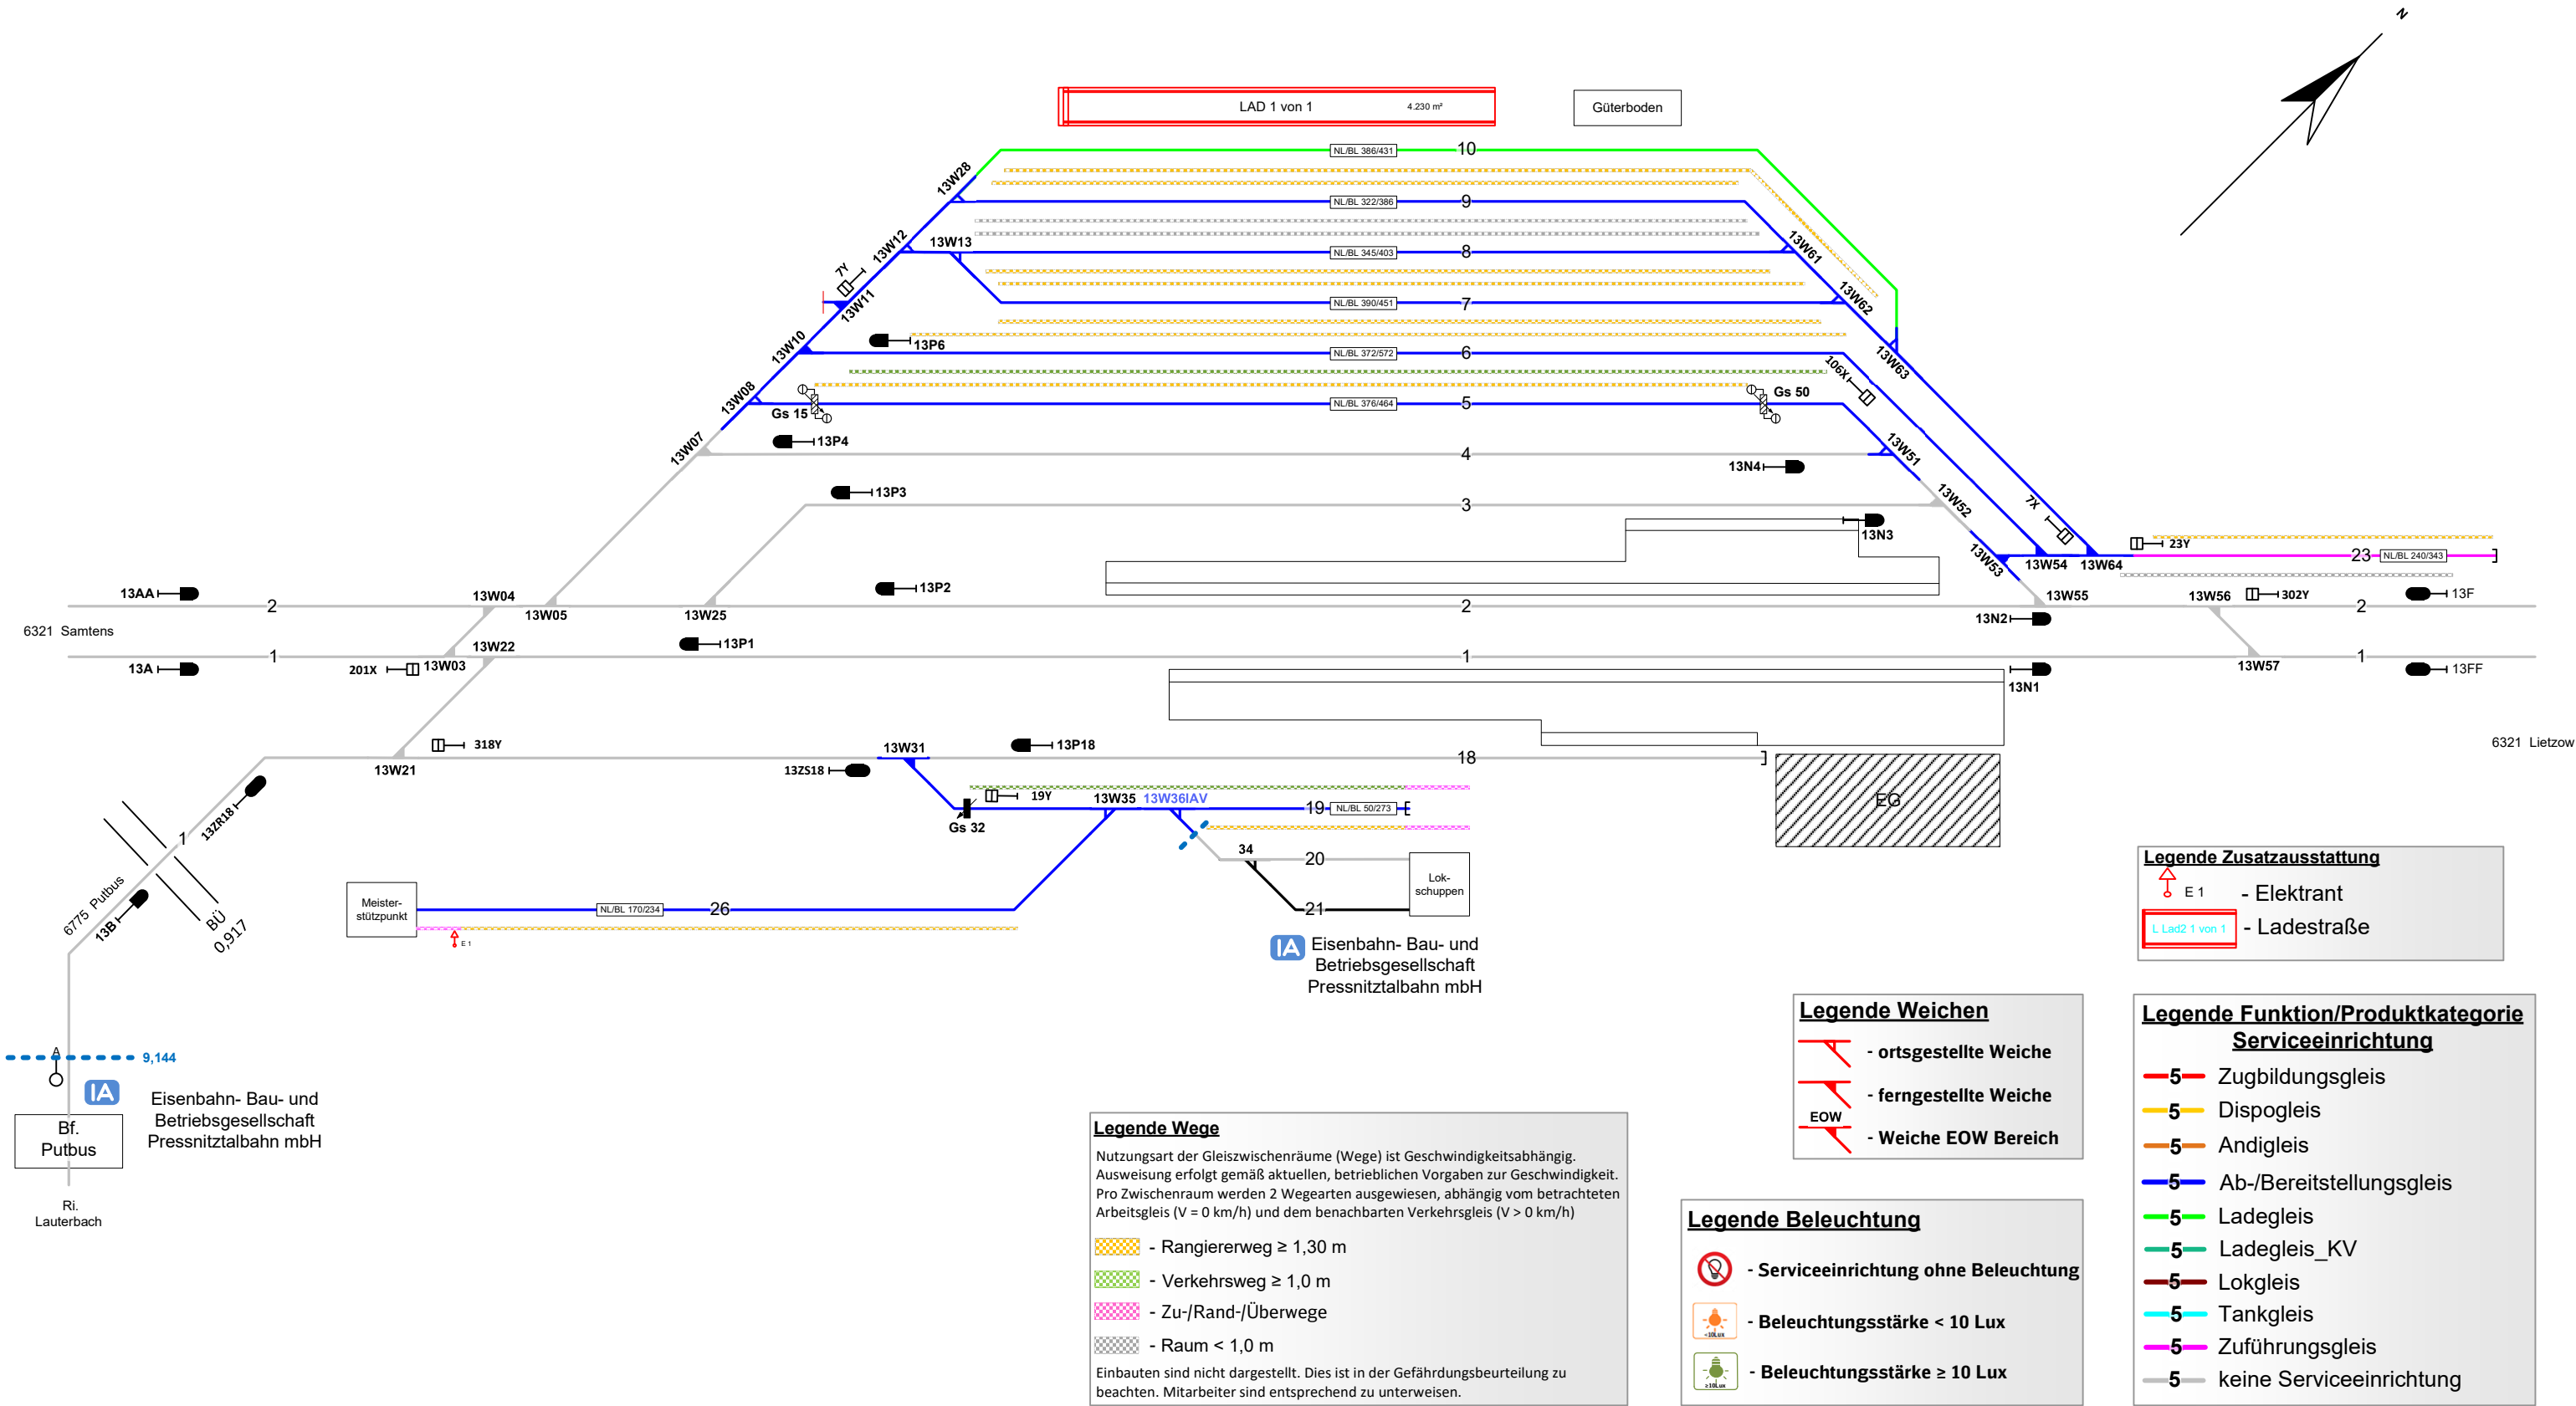 N
LAD 1 von 1
4.230 m²
Güterboden
NL/BL 386/431
10
13W28
NL/BL 322/386
9
13W12
13W13
NL/BL 345/403
8
13W61
7Y
13W11
NL/BL 390/451
7
13W62
13W10
13P6
NL/BL 372/572
6
106X
13W63
13W08
Gs 15
NL/BL 376/464
5
Gs 50
13W07
13P4
4
13N4
13W51
13P3
3
13W52
7X
13N3
13W53
13W54
13W64
23Y
23
NL/BL 240/343
13AA
2
13W04
13W05
13W25
13P2
2
13W55
13W56
302Y
2
13F
6321 Samtens
13N2
1
13W22
13P1
1
1
13A
201X
13W03
13W57
13N1
13FF
318Y
13W21
13W31
13P18
13ZS18
18
6321 Lietzow
13ZR18
19Y
13W35
13W36IAV
19
NL/BL 50/273
Gs 32
EG
1
6775 Putbus
13B
BÜ
0,917
34
20
21
Lok-
schuppen
Meister-
stützpunkt
NL/BL 170/234
26
E 1
IA
Eisenbahn- Bau- und
Betriebsgesellschaft
Pressnitztalbahn mbH
A
9,144
IA
Eisenbahn- Bau- und
Betriebsgesellschaft
Pressnitztalbahn mbH
Bf.
Putbus
Ri.
Lauterbach
Legende Zusatzausstattung
E 1 - Elektrant
L Lad2 1 von 1 - Ladestraße
Legende Weichen
- ortsgestellte Weiche
- ferngestellte Weiche
EOW
- Weiche EOW Bereich
Legende Funktion/Produktkategorie
Serviceeinrichtung
5 Zugbildungsgleis
5 Dispogleis
5 Andigleis
5 Ab-/Bereitstellungsgleis
5 Ladegleis
5 Ladegleis_KV
5 Lokgleis
5 Tankgleis
5 Zuführungsgleis
5 keine Serviceeinrichtung
Legende Wege
Nutzungsart der Gleiszwischenräume (Wege) ist Geschwindigkeitsabhängig.
Ausweisung erfolgt gemäß aktuellen, betrieblichen Vorgaben zur Geschwindigkeit.
Pro Zwischenraum werden 2 Wegearten ausgewiesen, abhängig vom betrachteten
Arbeitsgleis (V = 0 km/h) und dem benachbarten Verkehrsgleis (V > 0 km/h)
- Rangiererweg ≥ 1,30 m
- Verkehrsweg ≥ 1,0 m
- Zu-/Rand-/Überwege
- Raum < 1,0 m
Einbauten sind nicht dargestellt. Dies ist in der Gefährdungsbeurteilung zu
beachten. Mitarbeiter sind entsprechend zu unterweisen.
Legende Beleuchtung
- Serviceeinrichtung ohne Beleuchtung
<10Lux
- Beleuchtungsstärke < 10 Lux
≥10Lux
- Beleuchtungsstärke ≥ 10 Lux